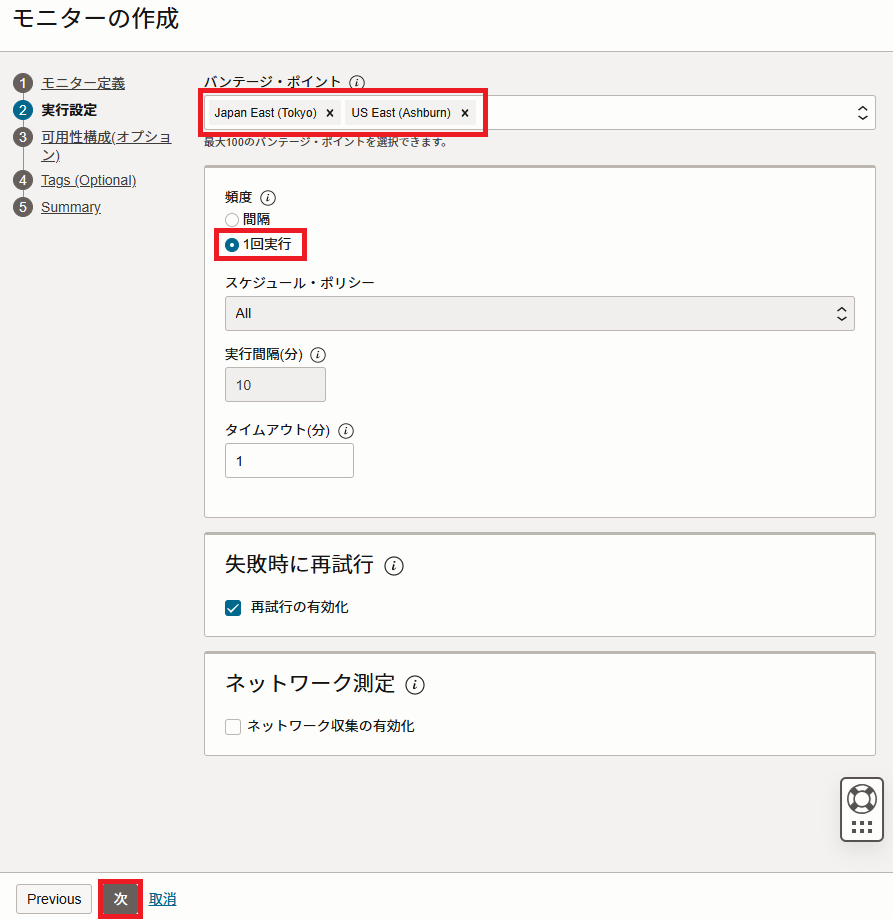 モニターの作成
1 モニター定義
2 実行設定
3 可用性構成(オプショ
ン)
4 Tags (Optional)
5 Summary
バンテージ・ポイント
Japan East (Tokyo) × US East (Ashburn) ×
最大100のバンテージ・ポイントを選択できます。
頻度
間隔
1回実行
スケジュール・ポリシー
All
実行間隔(分)
10
タイムアウト(分)
1
失敗時に再試行
再試行の有効化
ネットワーク測定
ネットワーク収集の有効化
Previous 次 取消